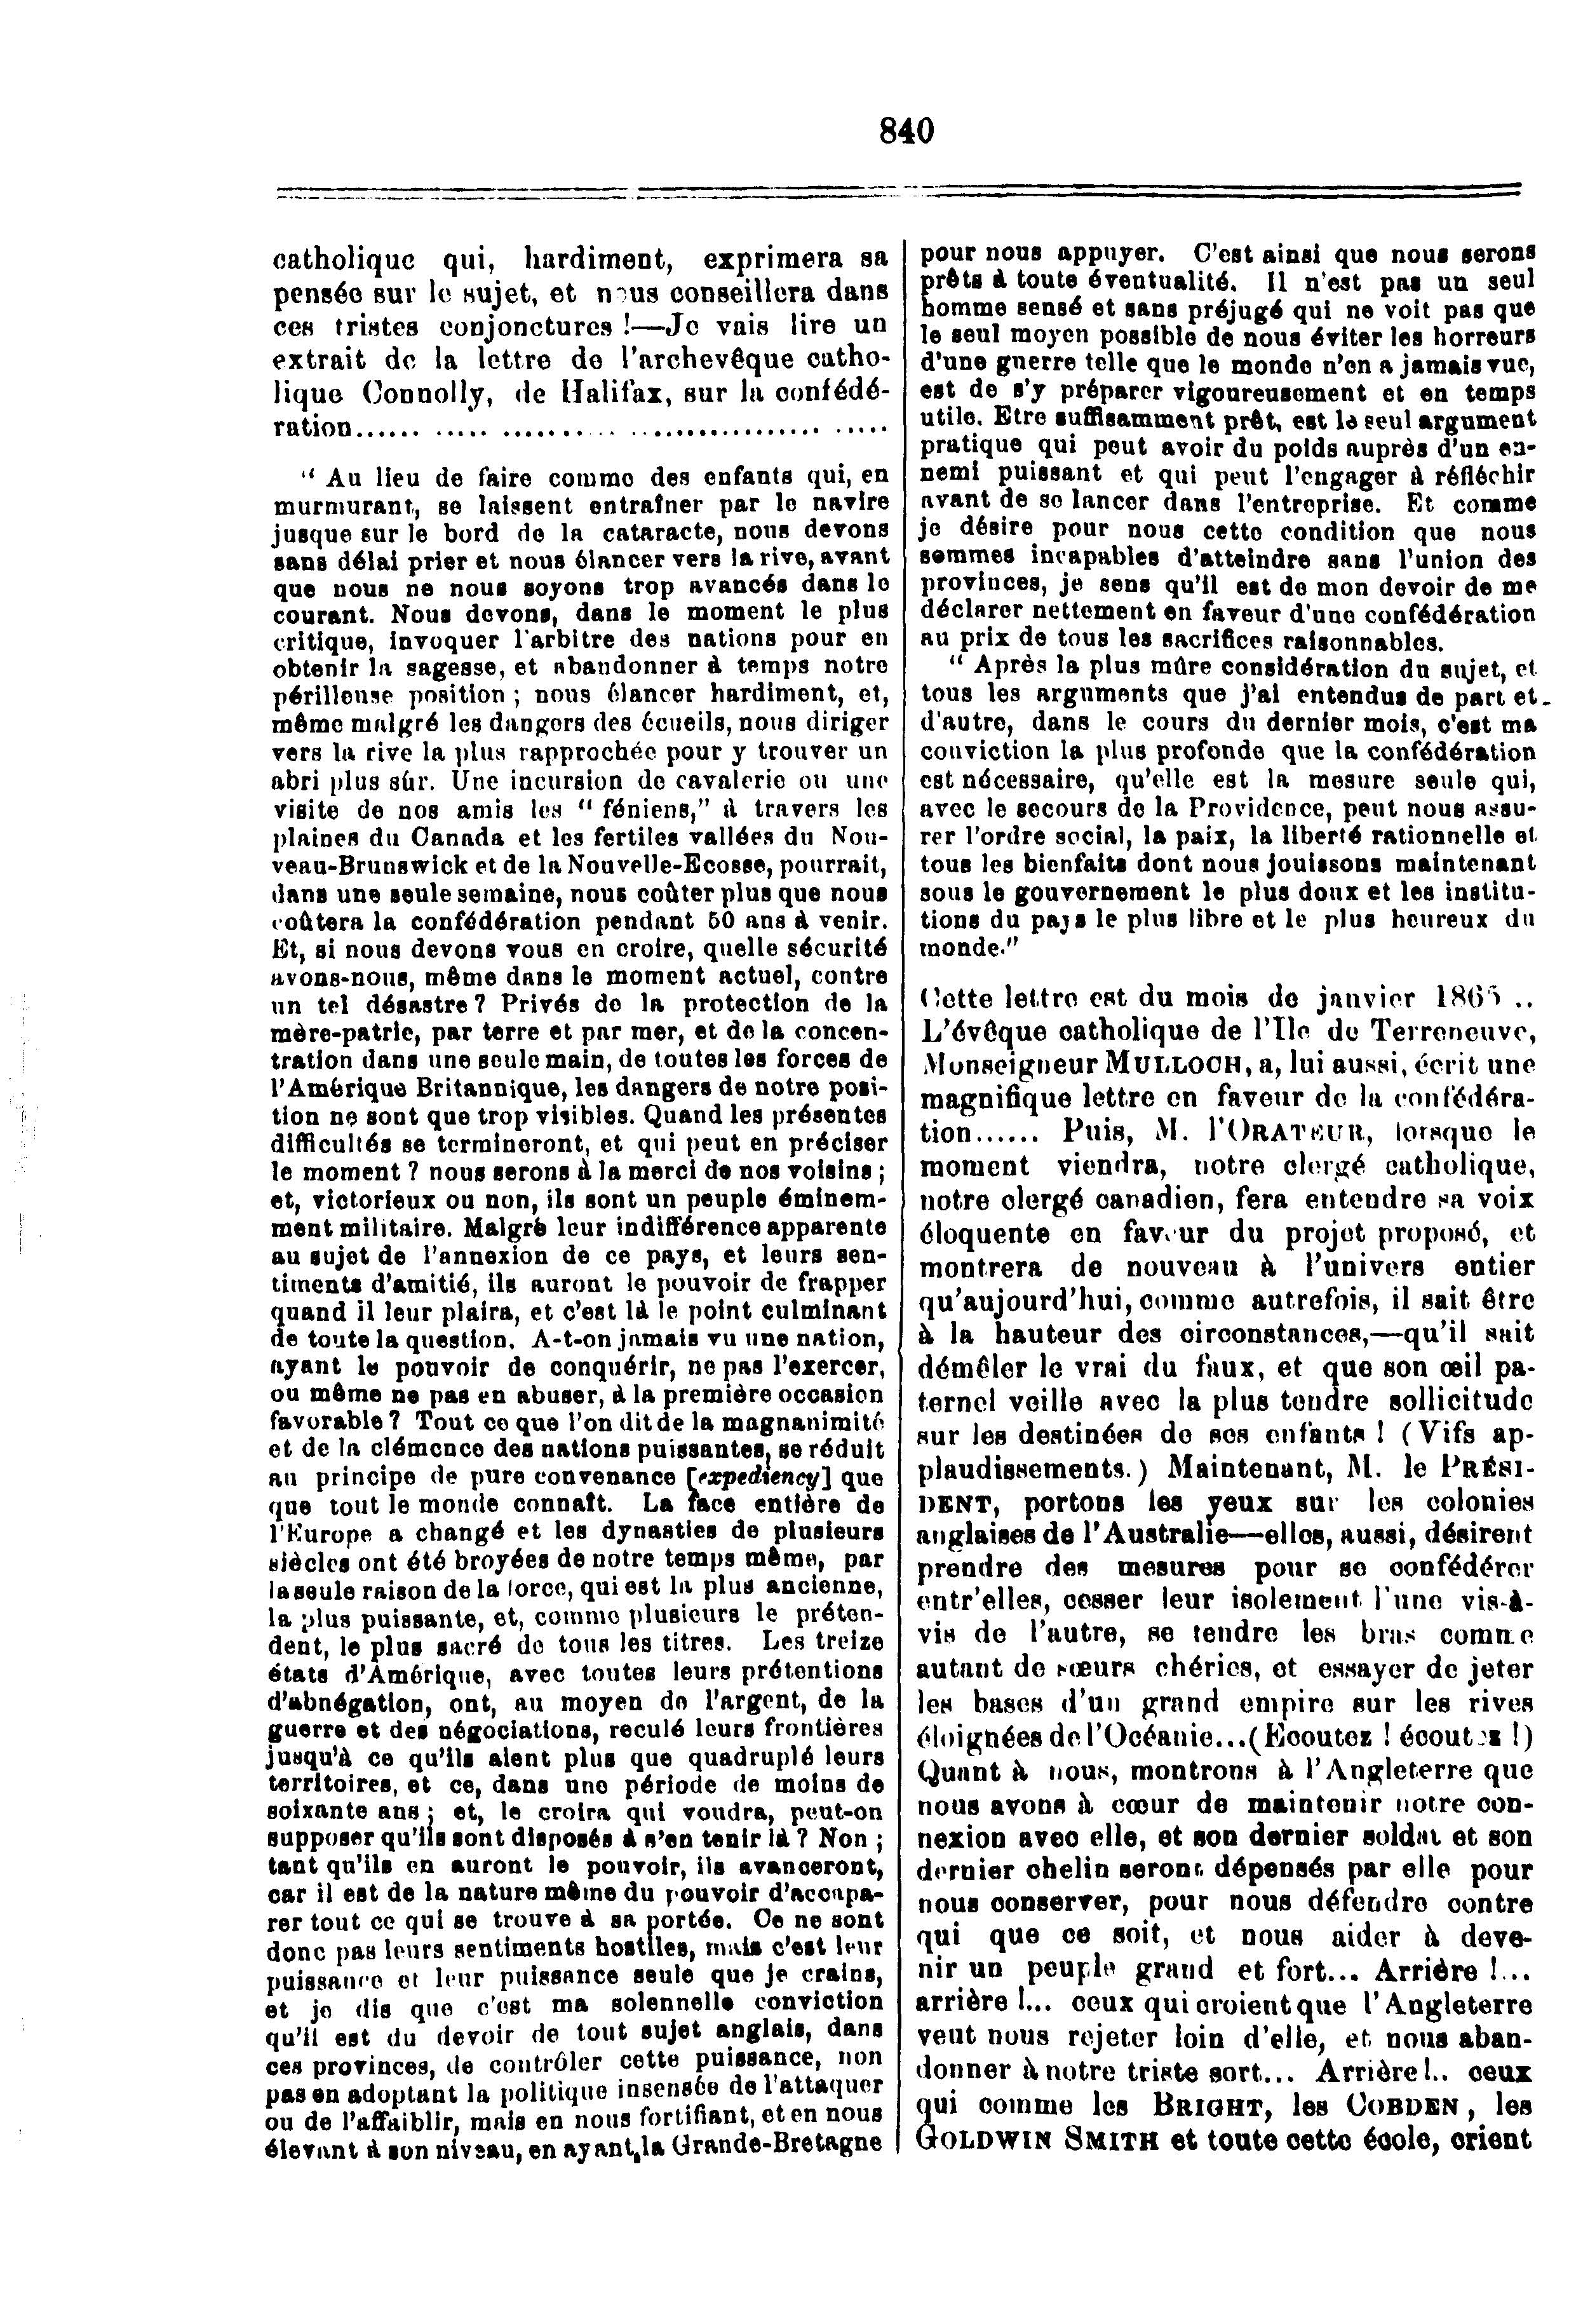 840
catholique qui, hardiment, exprimera sa
pensée sur le sujet, et nous conseillera dans
ces tristes conjonctures !—Je vais lire un
extrait de la lettre de l'archevêque catho-
lique Connolly, de Halifax, sur la confédé-
ration...... ..... ........ . . ................. .....
" Au lieu de faire comme des enfants qui, en
murmurant, se laissent entraîner par le navire
jusque sur le bord de la cataracte, nous devons
sans délai prier et nous élancer vers la rive, avant
que nous ne nous soyons trop avancés dans le
courant. Nous devons, dans le moment le plus
critique, invoquer l'arbitre des nations pour en
obtenir la sagesse, et abandonner à temps notre
périlleuse position ; nous élancer hardiment, et,
même malgré les dangers des écueils, nous diriger
vers la rive la plus rapprochée pour y trouver un
abri plus sûr. Une incursion de cavalerie ou une
visite de nos amis les " féniens," à travers les
plaines du Canada et les fertiles vallées du Nou-
veau-Brunswick et de la Nouvelle-Ecosse, pourrait,
dans une seule semaine, nous coûter plus que nous
coûtera la confédération pendant 50 ans à venir.
Et, si nous devons vous en croire, quelle sécurité
avons-nous, même dans le moment actuel, contre
un tel désastre ? Privés de la protection de la
mère-patrie, par terre et par mer, et de la concen-
tration dans une seule main, de toutes les forces de
l'Amérique Britannique, les dangers de notre posi-
tion ne sont que trop visibles. Quand les présentes
difficultés se termineront, et qui peut en préciser
le moment ? nous serons à la merci de nos voisins ;
et, victorieux ou non, ils sont un peuple éminem-
ment militaire. Malgré leur indifférence apparente
au sujet de l'annexion de ce pays, et leurs sen-
timents d'amitié, ils auront le pouvoir de frapper
quand il leur plaira, et c'est là le point culminant
de toute la question. A-t-on jamais vu une nation,
ayant le pouvoir de conquérir, ne pas l'exercer,
ou même ne pas en abuser, à la première occasion
favorable ? Tout ce que l'on dit de la magnanimité
et de la clémence des nations puissantes, se réduit
au principe de pure convenance [expediency] que
que tout le monde connaît. La face entière de
l'Europe a changé et les dynasties de plusieurs
siècles ont été broyées de notre temps même, par
la seule raison de la force, qui est la plus ancienne,
la plus puissante, et, comme plusieurs le préten-
dent, le plus sacré de tous les titres. Les treize
états d'Amérique, avec toutes leurs prétentions
d'abnégation, ont, au moyen de l'argent, de la
guerre et des négociations, reculé leurs frontières
jusqu'à ce qu'ils aient plus que quadruplé leurs
territoires, et ce, dans une période de moins de
soixante ans ; et, le croira qui voudra, peut-on
supposer qu'ils sont disposés à s'en tenir là ? Non ;
tant qu'ils en auront le pouvoir, ils avanceront,
car il est de la nature même du pouvoir d'accapa-
rer tout ce qui se trouve à sa portée. Ce ne sont
donc pas leurs sentiments hostiles, mais c'est leur
puissance et leur puissance seule que je crains,
et je dis que c'est ma solennelle conviction
qu'il est du devoir de tout sujet anglais, dans
ces provinces, de contrôler cette puissance, non
pas en adoptant la politique insensée de l'attaquer
ou de l'affaiblir, mais en nous fortifiant, et en nous
élevant à son niveau, en ayant la Grande-Bretagne
pour nous appuyer. C'est ainsi que nous serons
prêts à toute éventualité. Il n'est pas un seul
homme sensé et sans préjugé qui ne voit pas que
le seul moyen possible de nous éviter les horreurs
d'une guerre telle que le monde n'en a jamais vue,
est de s'y préparer vigoureusement et en temps
utile. Etre suffisamment prêt, est le seul argument
pratique qui peut avoir du poids auprès d'un en-
nemi puissant et qui peut l'engager à réfléchir
avant de se lancer dans l'entreprise. Et comme
je désire pour nous cette condition que nous
sommes incapables d'atteindre sans l'union des
provinces, je sens qu'il est de mon devoir de me
déclarer nettement en faveur d'une confédération
au prix de tous les sacrifices raisonnables.
" Après la plus mûre considération du sujet, et
tous les arguments que j'ai entendus de part et
d'autre, dans le cours du dernier mois, c'est ma
conviction la plus profonde que la confédération
est nécessaire, qu'elle est la mesure seule qui,
avec le secours de la Providence, peut nous assu-
rer l'ordre social, la paix, la liberté rationnelle et
tous les bienfaits dont nous jouissons maintenant
sous le gouvernement le plus doux et les institu-
tions du pays le plus libre et le plus heureux du
monde."
Cette lettre est du mois de janvier 1865 ..
L'évêque catholique de l'Ile de Terreneuve,
Monseigneur MULLOCH, a, lui aussi, écrit une
magnifique lettre en faveur de la confédéra-
tion...... Puis, M. l'ORATEUR, lorsque le
moment viendra, notre clergé catholique,
notre clergé canadien, fera entendre sa voix
éloquente en faveur du projet proposé, et
montrera de nouveau à l'univers entier
qu'aujourd'hui, comme autrefois, il sait être
à la hauteur des circonstances,—qu'il sait
démêler le vrai du faux, et que son œil pa-
ternel veille avec la plus tendre sollicitude
sur les destinées de ses enfants ! (Vifs ap-
plaudissements.) Maintenant, M. le PRÉSI-
DENT, portons les yeux sur les colonies
anglaises de l'Australie—elles, aussi, désirent
prendre des mesures pour se confédérer
entr'elles, cesser leur isolement l'une vis-à-
vis de l'autre, se tendre les bras comme
autant de sœurs chéries, et essayer de jeter
les bases d'un grand empire sur les rives
éloignées de l'Océanie...(Ecoutez ! écoutez !)
Quant à nous, montrons à l'Angleterre que
nous avons à cœur de maintenir notre con-
nexion avec elle, et son dernier soldat et son
dernier chelin seront dépensés par elle pour
nous conserver, pour nous défendre contre
qui que ce soit, et nous aider à deve-
nir un peuple grand et fort... Arrière !...
arrière !... ceux qui croient que l'Angleterre
veut nous rejeter loin d'elle, et nous aban-
donner à notre triste sort... Arrière !.. ceux
qui comme les BRIGHT, les COBDEN, les
GOLDWIN SMITH et toute cette école, crient